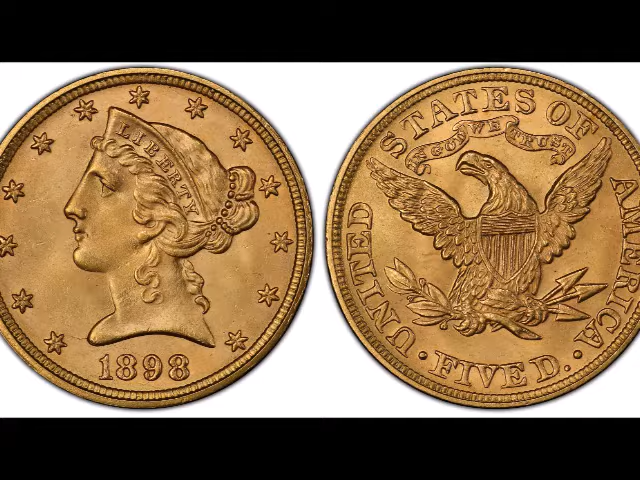 LIBERTY
1898
UNITED STATES OF AMERICA
IN GOD WE TRUST
· FIVE D. ·